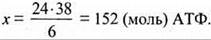 x = 24·38/6 = 152 (моль) АТФ.